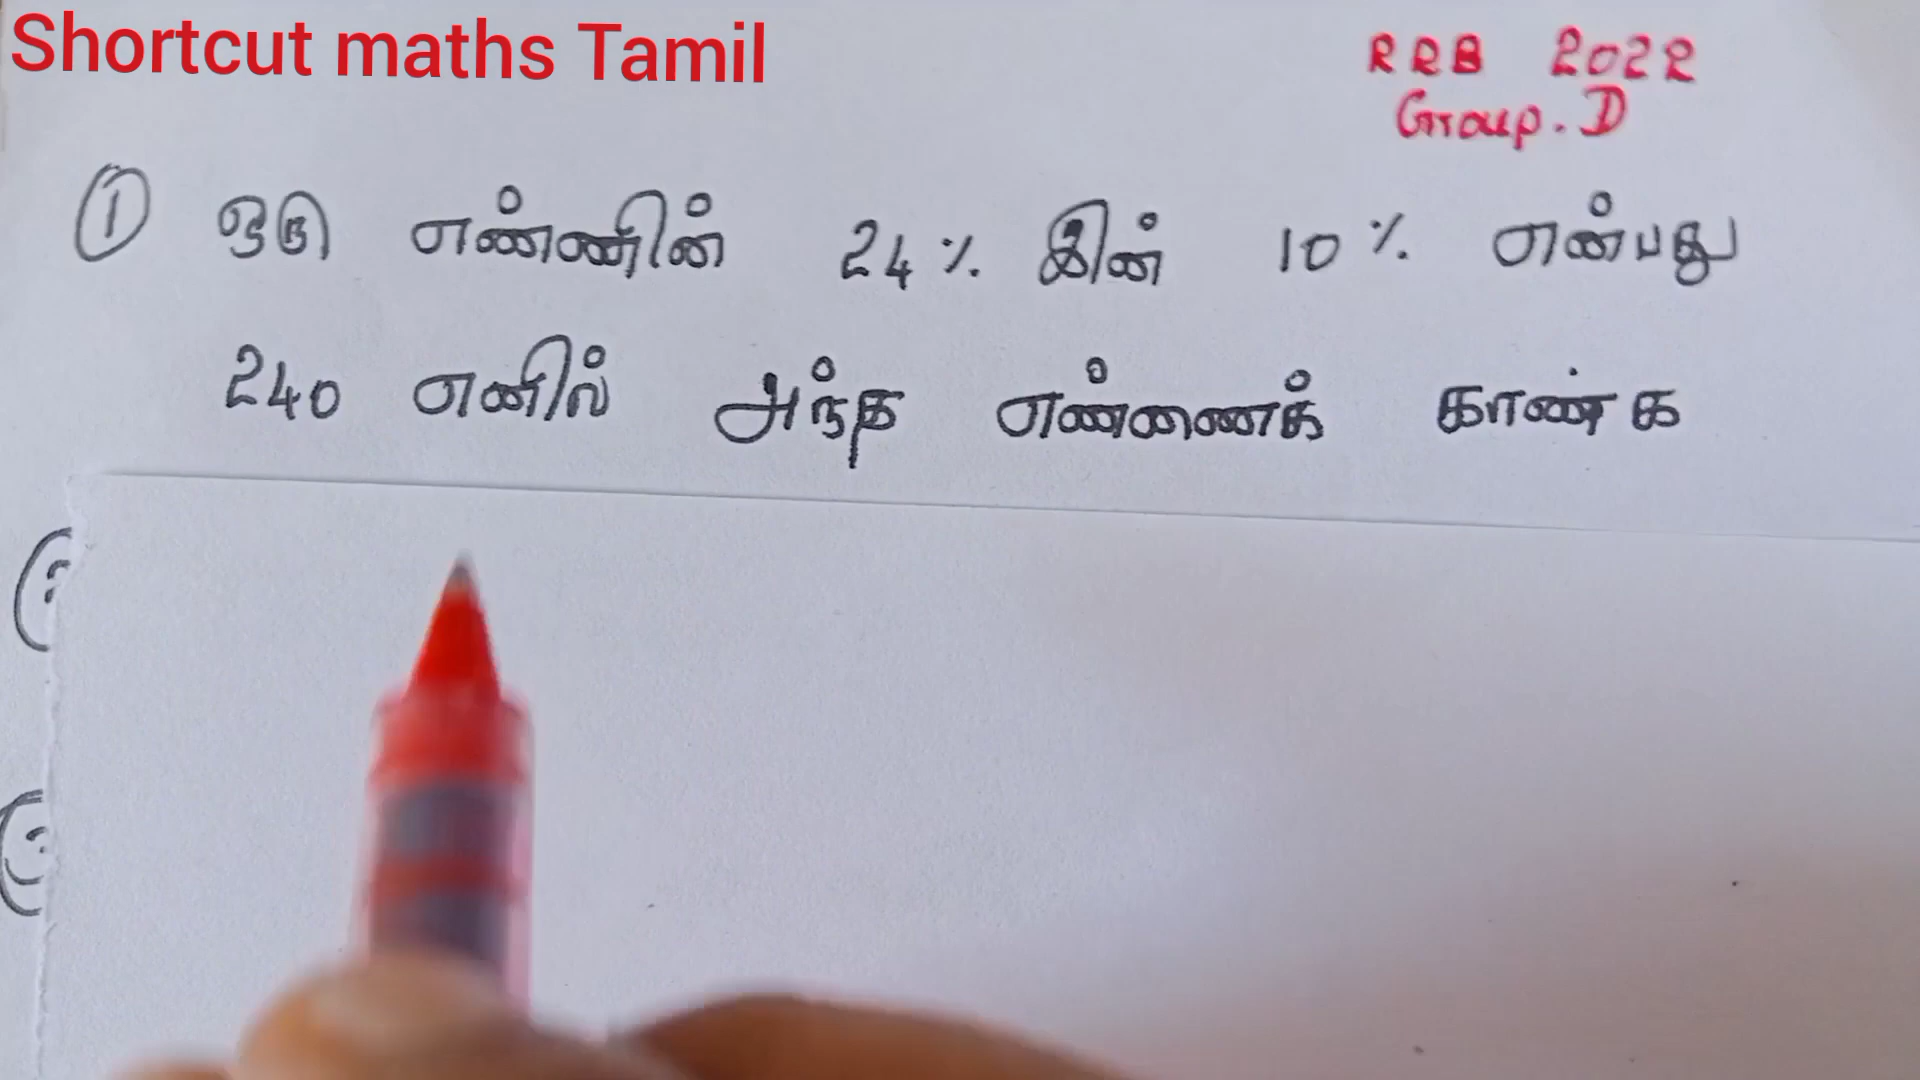 Shortcut maths Tamil
RRB 2022
Group. D
① ஒரு எண்ணின் 24% இன் 10% என்பது
240 எனில் அந்த எண்ணைக் காண்க